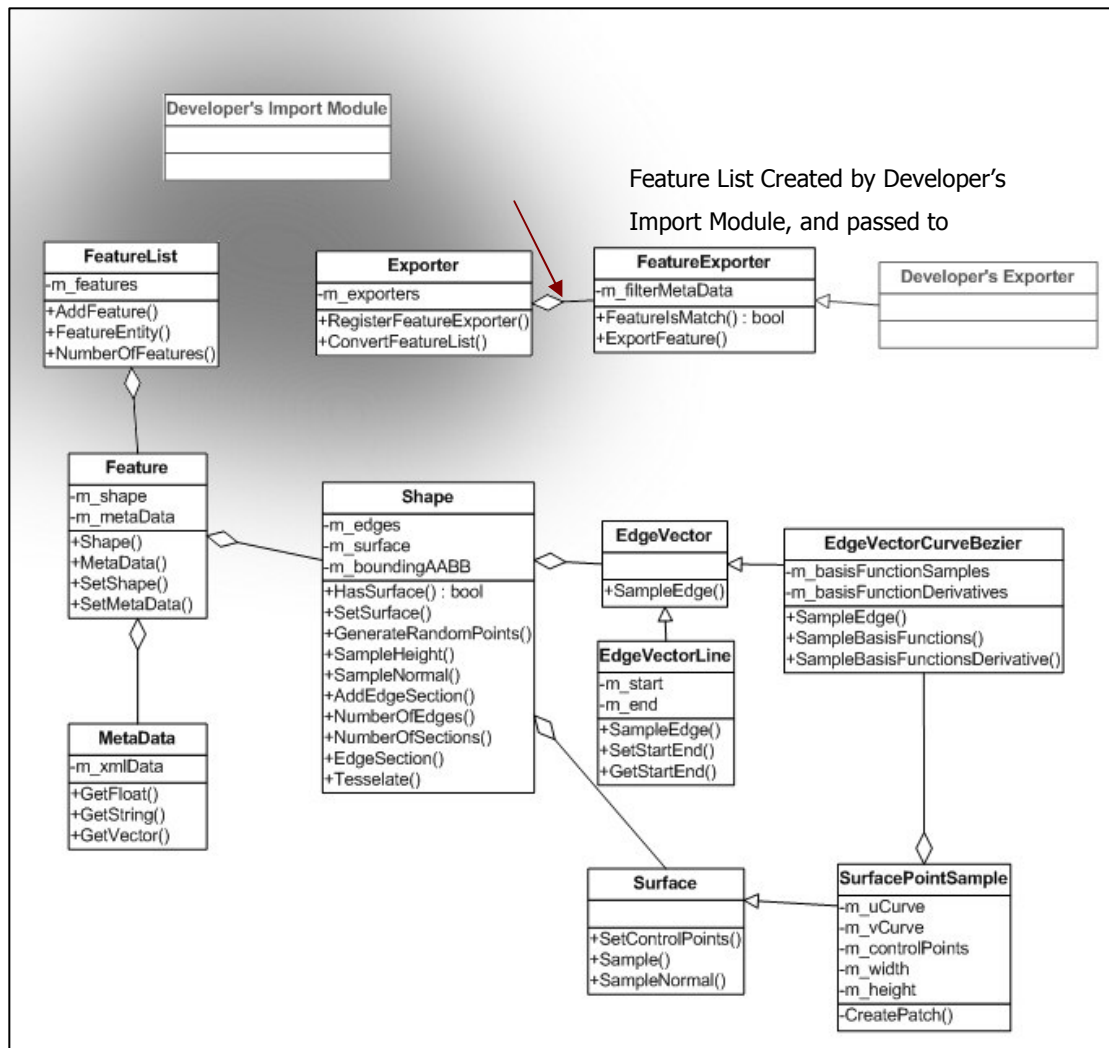 Developer's Import Module
Feature List Created by Developer’s
Import Module, and passed to
FeatureList
-m_features
+AddFeature()
+FeatureEntity()
+NumberOfFeatures()
Exporter
-m_exporters
+RegisterFeatureExporter()
+ConvertFeatureList()
FeatureExporter
-m_filterMetaData
+FeatureIsMatch() : bool
+ExportFeature()
Developer's Exporter
Feature
-m_shape
-m_metaData
+Shape()
+MetaData()
+SetShape()
+SetMetaData()
Shape
-m_edges
-m_surface
-m_boundingAABB
+HasSurface() : bool
+SetSurface()
+GenerateRandomPoints()
+SampleHeight()
+SampleNormal()
+AddEdgeSection()
+NumberOfEdges()
+NumberOfSections()
+EdgeSection()
+Tesselate()
EdgeVector
+SampleEdge()
EdgeVectorCurveBezier
-m_basisFunctionSamples
-m_basisFunctionDerivatives
+SampleEdge()
+SampleBasisFunctions()
+SampleBasisFunctionsDerivative()
EdgeVectorLine
-m_start
-m_end
+SampleEdge()
+SetStartEnd()
+GetStartEnd()
MetaData
-m_xmlData
+GetFloat()
+GetString()
+GetVector()
Surface
+SetControlPoints()
+Sample()
+SampleNormal()
SurfacePointSample
-m_uCurve
-m_vCurve
-m_controlPoints
-m_width
-m_height
-CreatePatch()